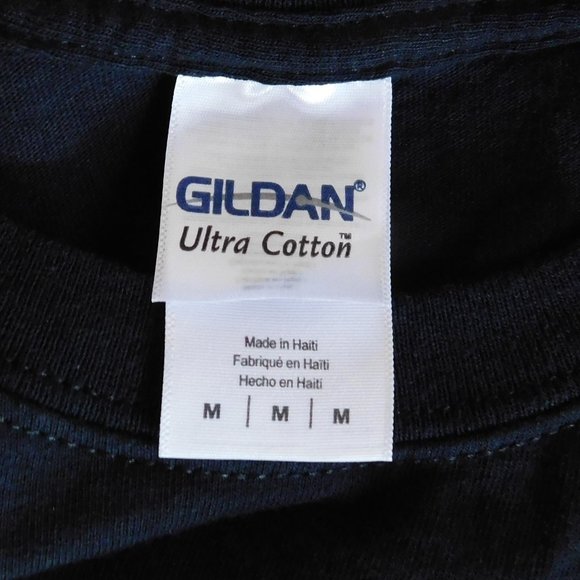 GILDAN®
Ultra Cotton™
Made in Haiti
Fabriqué en Haïti
Hecho en Haiti
M | M | M